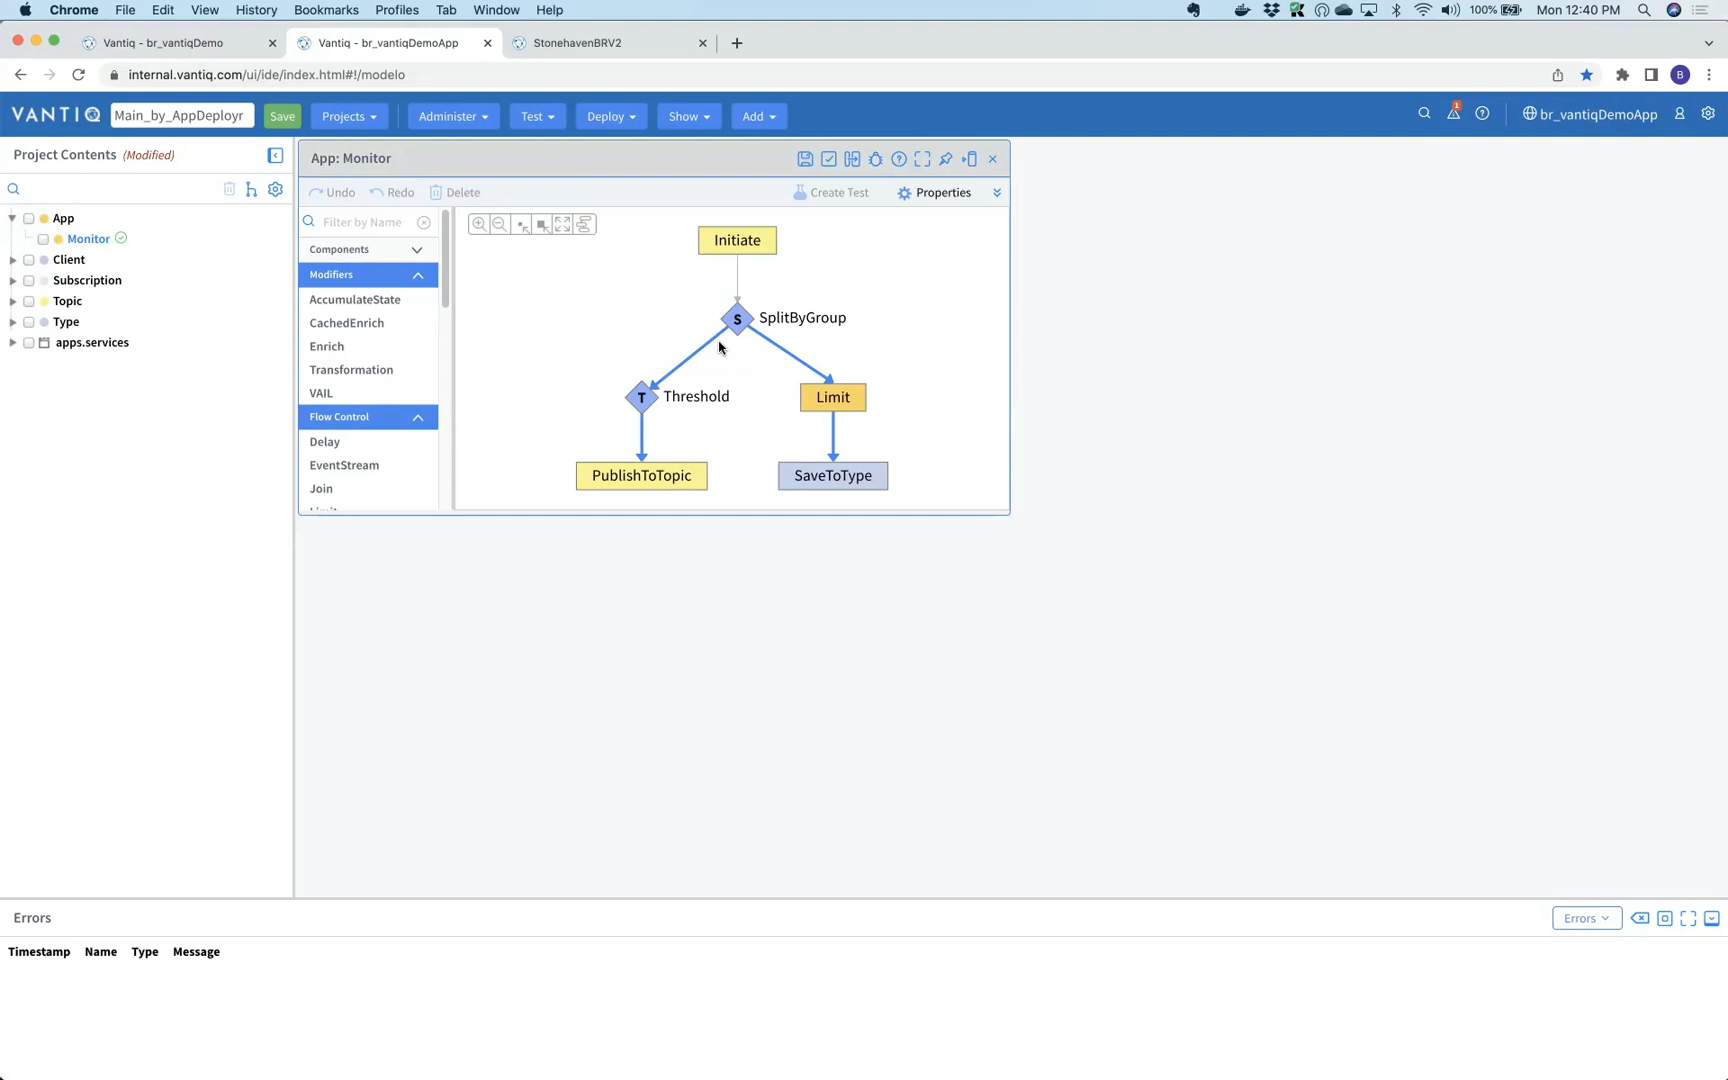 Chrome File Edit View History Bookmarks Profiles Tab Window Help 100% Mon 12:40 PM
Vantiq - br_vantiqDemo Vantiq - br_vantiqDemoApp StonehavenBRV2
internal.vantiq.com/ui/ide/index.html#!/modelo B
VANTIQ Main_by_AppDeployr Save Projects Administer Test Deploy Show Add 1 br_vantiqDemoApp
Project Contents (Modified)
App: Monitor
Undo Redo Delete Create Test Properties
App
Monitor
Client
Subscription
Topic
Type
apps.services
Filter by Name
Components
Modifiers
AccumulateState
CachedEnrich
Enrich
Transformation
VAIL
Flow Control
Delay
EventStream
Join
Limit
Initiate
S SplitByGroup
T Threshold
Limit
PublishToTopic
SaveToType
Errors Errors
Timestamp Name Type Message